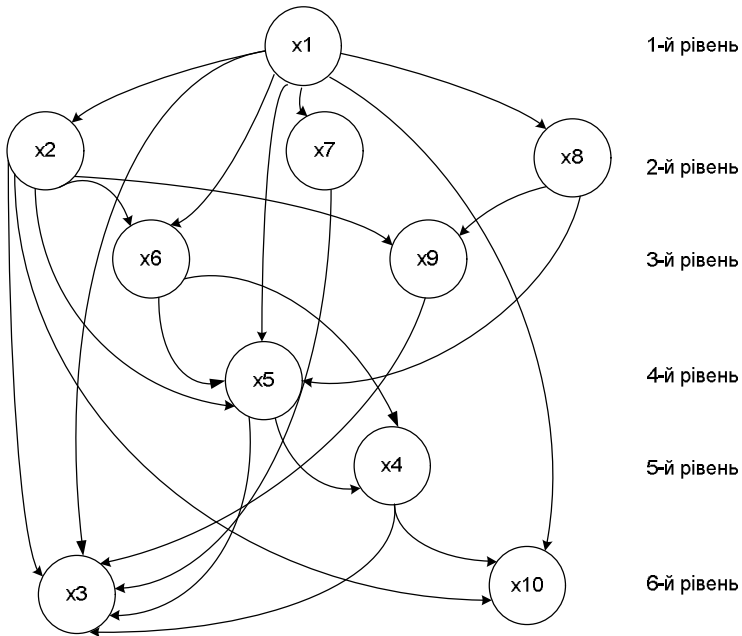 x1
1-й рівень
x2
x7
x8
2-й рівень
x6
x9
3-й рівень
x5
4-й рівень
x4
5-й рівень
x3
x10
6-й рівень